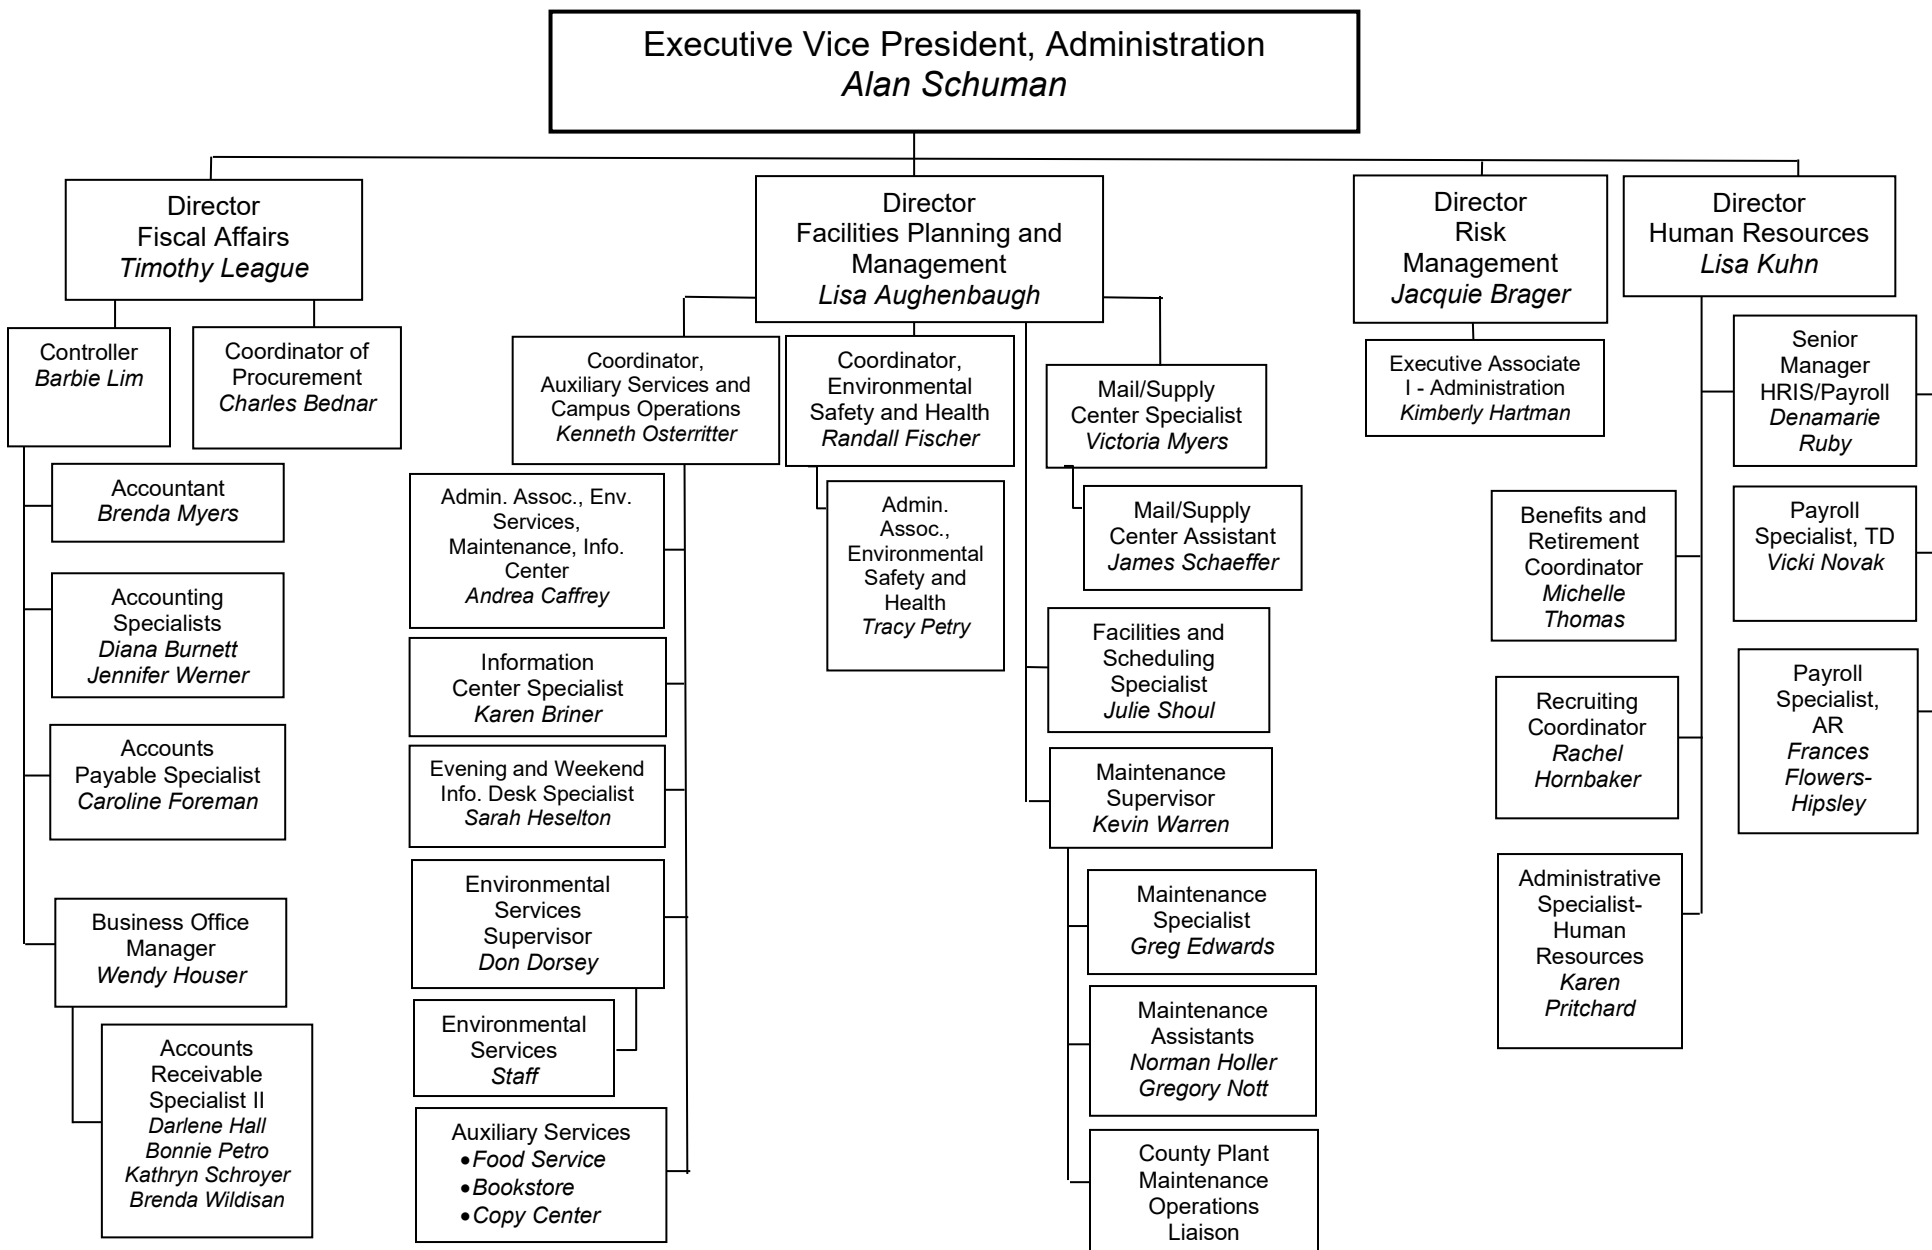 Executive Vice President, Administration
Alan Schuman
Director
Fiscal Affairs
Timothy League
Director
Facilities Planning and
Management
Lisa Aughenbaugh
Director
Risk
Management
Jacquie Brager
Director
Human Resources
Lisa Kuhn
Controller
Barbie Lim
Coordinator of
Procurement
Charles Bednar
Accountant
Brenda Myers
Accounting
Specialists
Diana Burnett
Jennifer Werner
Accounts
Payable Specialist
Caroline Foreman
Business Office
Manager
Wendy Houser
Accounts
Receivable
Specialist II
Darlene Hall
Bonnie Petro
Kathryn Schroyer
Brenda Wildisan
Coordinator,
Auxiliary Services and
Campus Operations
Kenneth Osterritter
Admin. Assoc., Env.
Services,
Maintenance, Info.
Center
Andrea Caffrey
Information
Center Specialist
Karen Briner
Evening and Weekend
Info. Desk Specialist
Sarah Heselton
Environmental
Services
Supervisor
Don Dorsey
Environmental
Services
Staff
Auxiliary Services
•Food Service
•Bookstore
•Copy Center
Coordinator,
Environmental
Safety and Health
Randall Fischer
Admin.
Assoc.,
Environmental
Safety and
Health
Tracy Petry
Mail/Supply
Center Specialist
Victoria Myers
Mail/Supply
Center Assistant
James Schaeffer
Facilities and
Scheduling
Specialist
Julie Shoul
Maintenance
Supervisor
Kevin Warren
Maintenance
Specialist
Greg Edwards
Maintenance
Assistants
Norman Holler
Gregory Nott
County Plant
Maintenance
Operations
Liaison
Executive Associate
I - Administration
Kimberly Hartman
Senior
Manager
HRIS/Payroll
Denamarie
Ruby
Benefits and
Retirement
Coordinator
Michelle
Thomas
Payroll
Specialist, TD
Vicki Novak
Recruiting
Coordinator
Rachel
Hornbaker
Payroll
Specialist,
AR
Frances
Flowers-
Hipsley
Administrative
Specialist-
Human
Resources
Karen
Pritchard